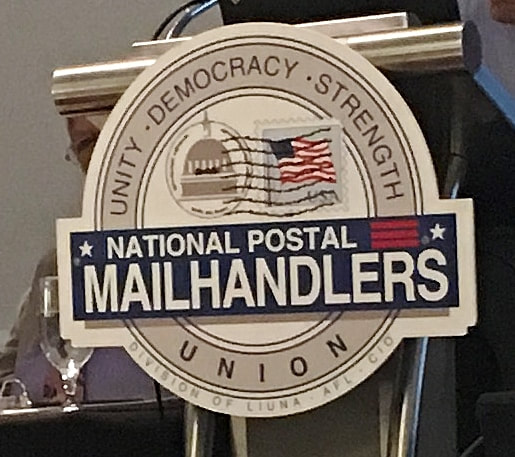 UNITY · DEMOCRACY · STRENGTH
NATIONAL POSTAL
MAILHANDLERS
UNION
DIVISION OF LIUNA - AFL - CIO